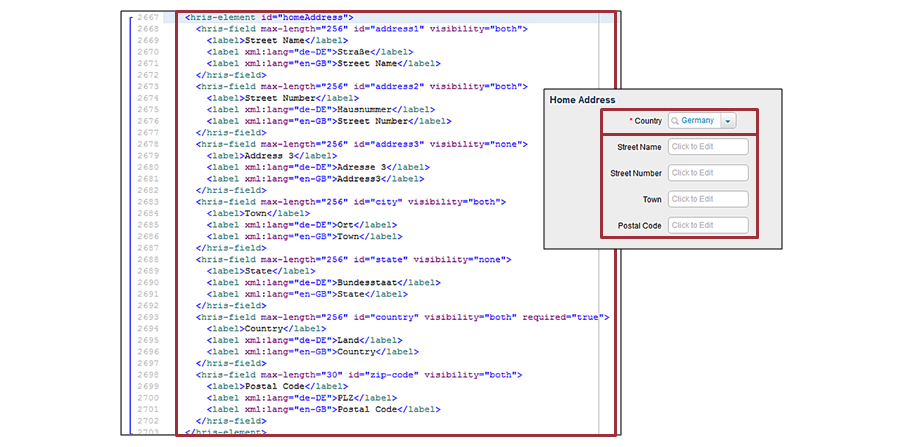 2667 <hris-element id="homeAddress">
2668 <hris-field max-length="256" id="address1" visibility="both">
2669 <label>Street Name</label>
2670 <label xml:lang="de-DE">Straße</label>
2671 <label xml:lang="en-GB">Street Name</label>
2672 </hris-field>
2673 <hris-field max-length="256" id="address2" visibility="both">
2674 <label>Street Number</label>
2675 <label xml:lang="de-DE">Hausnummer</label>
2676 <label xml:lang="en-GB">Street Number</label>
2677 </hris-field>
2678 <hris-field max-length="256" id="address3" visibility="none">
2679 <label>Address 3</label>
2680 <label xml:lang="de-DE">Adresse 3</label>
2681 <label xml:lang="en-GB">Address3</label>
2682 </hris-field>
2683 <hris-field max-length="256" id="city" visibility="both">
2684 <label>Town</label>
2685 <label xml:lang="de-DE">Ort</label>
2686 <label xml:lang="en-GB">Town</label>
2687 </hris-field>
2688 <hris-field max-length="256" id="state" visibility="none">
2689 <label>State</label>
2690 <label xml:lang="de-DE">Bundesstaat</label>
2691 <label xml:lang="en-GB">State</label>
2692 </hris-field>
2693 <hris-field max-length="256" id="country" visibility="both" required="true">
2694 <label>Country</label>
2695 <label xml:lang="de-DE">Land</label>
2696 <label xml:lang="en-GB">Country</label>
2697 </hris-field>
2698 <hris-field max-length="30" id="zip-code" visibility="both">
2699 <label>Postal Code</label>
2700 <label xml:lang="de-DE">PLZ</label>
2701 <label xml:lang="en-GB">Postal Code</label>
2702 </hris-field>
2703 </hris-element>
Home Address
* Country Germany
Street Name Click to Edit
Street Number Click to Edit
Town Click to Edit
Postal Code Click to Edit